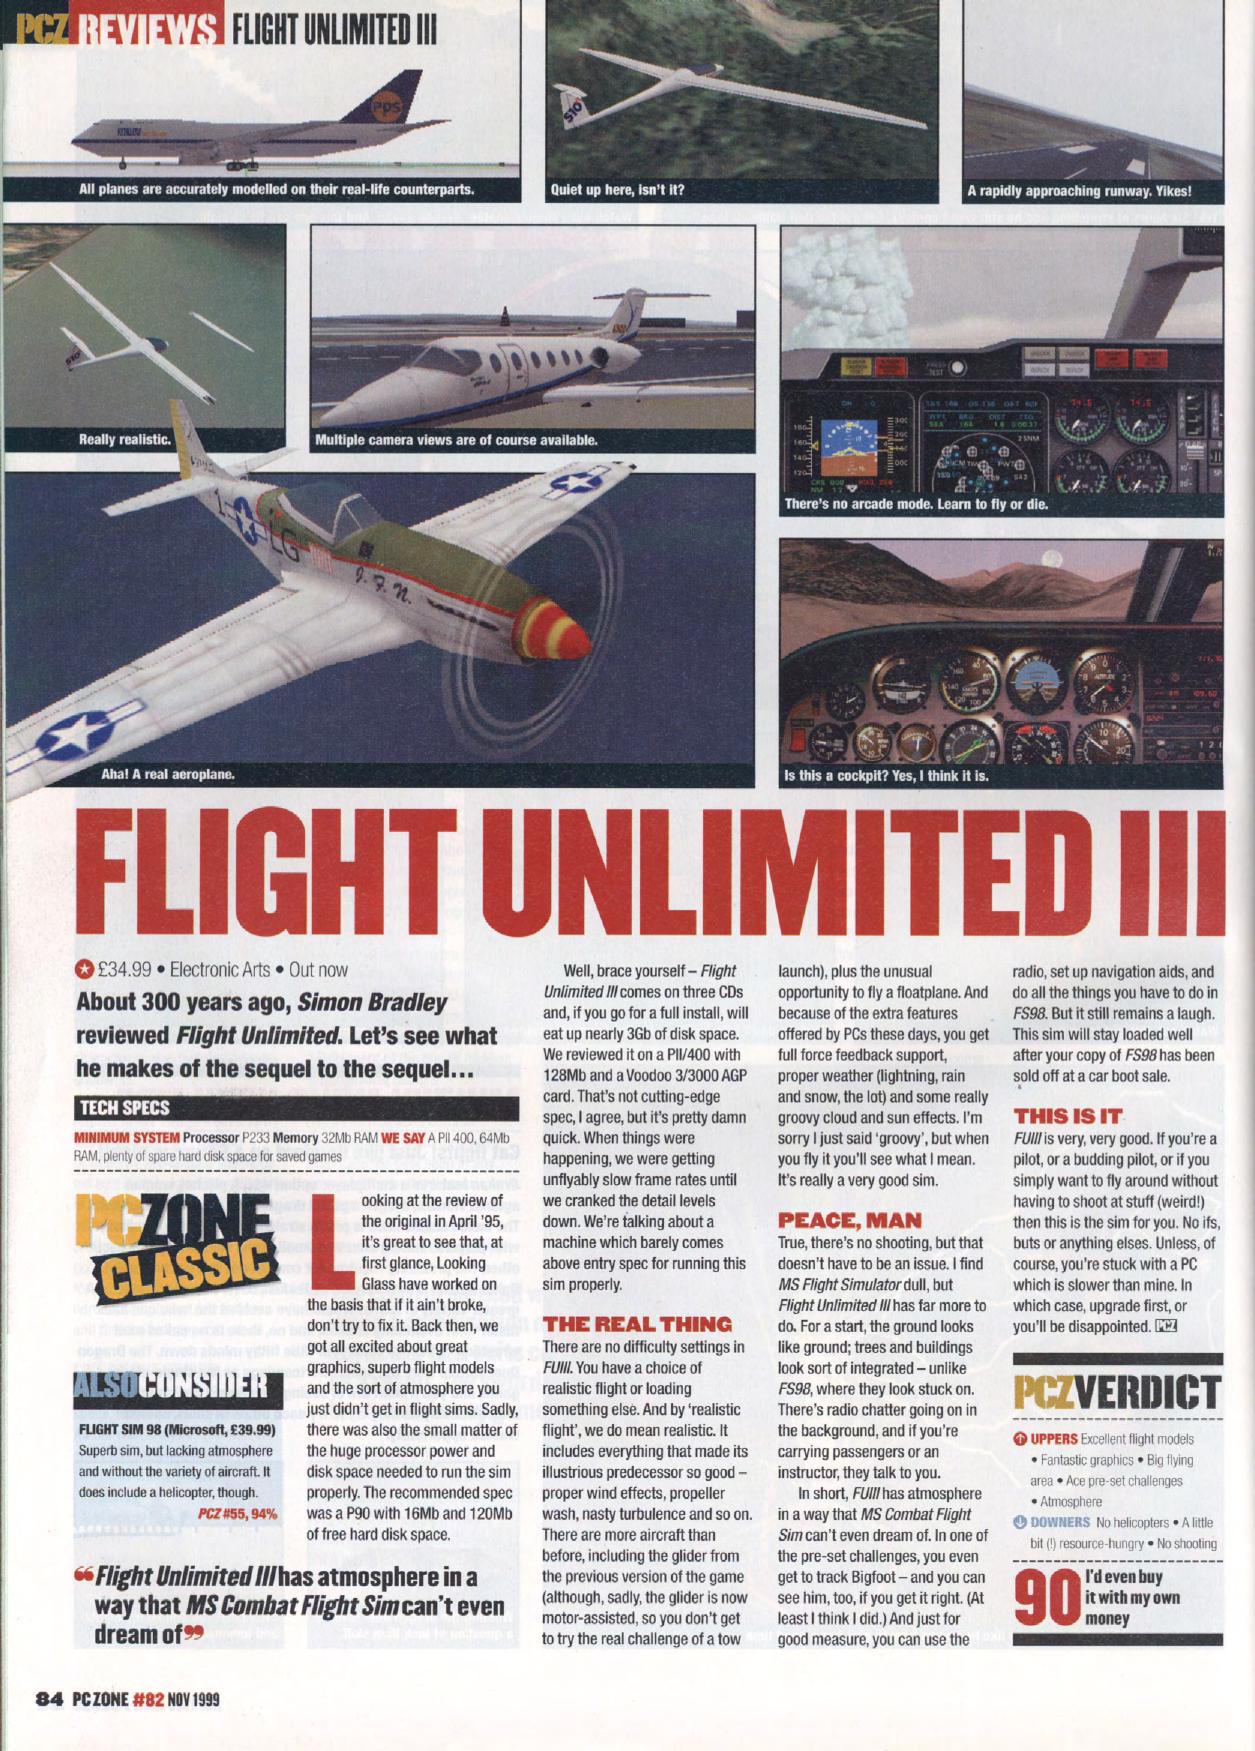 PCZ REVIEWS FLIGHT UNLIMITED III
All planes are accurately modelled on their real-life counterparts.
Quiet up here, isn't it?
A rapidly approaching runway. Yikes!
Really realistic.
Multiple camera views are of course available.
There's no arcade mode. Learn to fly or die.
Aha! A real aeroplane.
Is this a cockpit? Yes, I think it is.
FLIGHT UNLIMITED III
£34.99 • Electronic Arts • Out now
About 300 years ago, Simon Bradley
reviewed Flight Unlimited. Let's see what
he makes of the sequel to the sequel...
TECH SPECS
MINIMUM SYSTEM Processor P233 Memory 32Mb RAM WE SAY A PII 400, 64Mb
RAM, plenty of spare hard disk space for saved games
PCZONE
CLASSIC
ALSO CONSIDER
FLIGHT SIM 98 (Microsoft, £39.99)
Superb sim, but lacking atmosphere
and without the variety of aircraft. It
does include a helicopter, though.
PCZ #55, 94%
Looking at the review of
the original in April '95,
it's great to see that, at
first glance, Looking
Glass have worked on
the basis that if it ain't broke,
don't try to fix it. Back then, we
got all excited about great
graphics, superb flight models
and the sort of atmosphere you
just didn't get in flight sims. Sadly,
there was also the small matter of
the huge processor power and
disk space needed to run the sim
properly. The recommended spec
was a P90 with 16Mb and 120Mb
of free hard disk space.
“Flight Unlimited III has atmosphere in a
way that MS Combat Flight Sim can't even
dream of”
Well, brace yourself – Flight
Unlimited III comes on three CDs
and, if you go for a full install, will
eat up nearly 3Gb of disk space.
We reviewed it on a PII/400 with
128Mb and a Voodoo 3/3000 AGP
card. That's not cutting-edge
spec, I agree, but it's pretty damn
quick. When things were
happening, we were getting
unflyably slow frame rates until
we cranked the detail levels
down. We're talking about a
machine which barely comes
above entry spec for running this
sim properly.
THE REAL THING
There are no difficulty settings in
FUIII. You have a choice of
realistic flight or loading
something else. And by 'realistic
flight', we do mean realistic. It
includes everything that made its
illustrious predecessor so good –
proper wind effects, propeller
wash, nasty turbulence and so on.
There are more aircraft than
before, including the glider from
the previous version of the game
(although, sadly, the glider is now
motor-assisted, so you don't get
to try the real challenge of a tow
launch), plus the unusual
opportunity to fly a floatplane. And
because of the extra features
offered by PCs these days, you get
full force feedback support,
proper weather (lightning, rain
and snow, the lot) and some really
groovy cloud and sun effects. I'm
sorry I just said 'groovy', but when
you fly it you'll see what I mean.
It's really a very good sim.
PEACE, MAN
True, there's no shooting, but that
doesn't have to be an issue. I find
MS Flight Simulator dull, but
Flight Unlimited III has far more to
do. For a start, the ground looks
like ground; trees and buildings
look sort of integrated – unlike
FS98, where they look stuck on.
There's radio chatter going on in
the background, and if you're
carrying passengers or an
instructor, they talk to you.
In short, FUIII has atmosphere
in a way that MS Combat Flight
Sim can't even dream of. In one of
the pre-set challenges, you even
get to track Bigfoot – and you can
see him, too, if you get it right. (At
least I think I did.) And just for
good measure, you can use the
radio, set up navigation aids, and
do all the things you have to do in
FS98. But it still remains a laugh.
This sim will stay loaded well
after your copy of FS98 has been
sold off at a car boot sale.
THIS IS IT
FUIII is very, very good. If you're a
pilot, or a budding pilot, or if you
simply want to fly around without
having to shoot at stuff (weird!)
then this is the sim for you. No ifs,
buts or anything elses. Unless, of
course, you're stuck with a PC
which is slower than mine. In
which case, upgrade first, or
you'll be disappointed. PCZ
PCZVERDICT
UPPERS Excellent flight models
• Fantastic graphics • Big flying
area • Ace pre-set challenges
• Atmosphere
DOWNERS No helicopters • A little
bit (!) resource-hungry • No shooting
90 I'd even buy
it with my own
money
84 PCZONE #82 NOV 1999